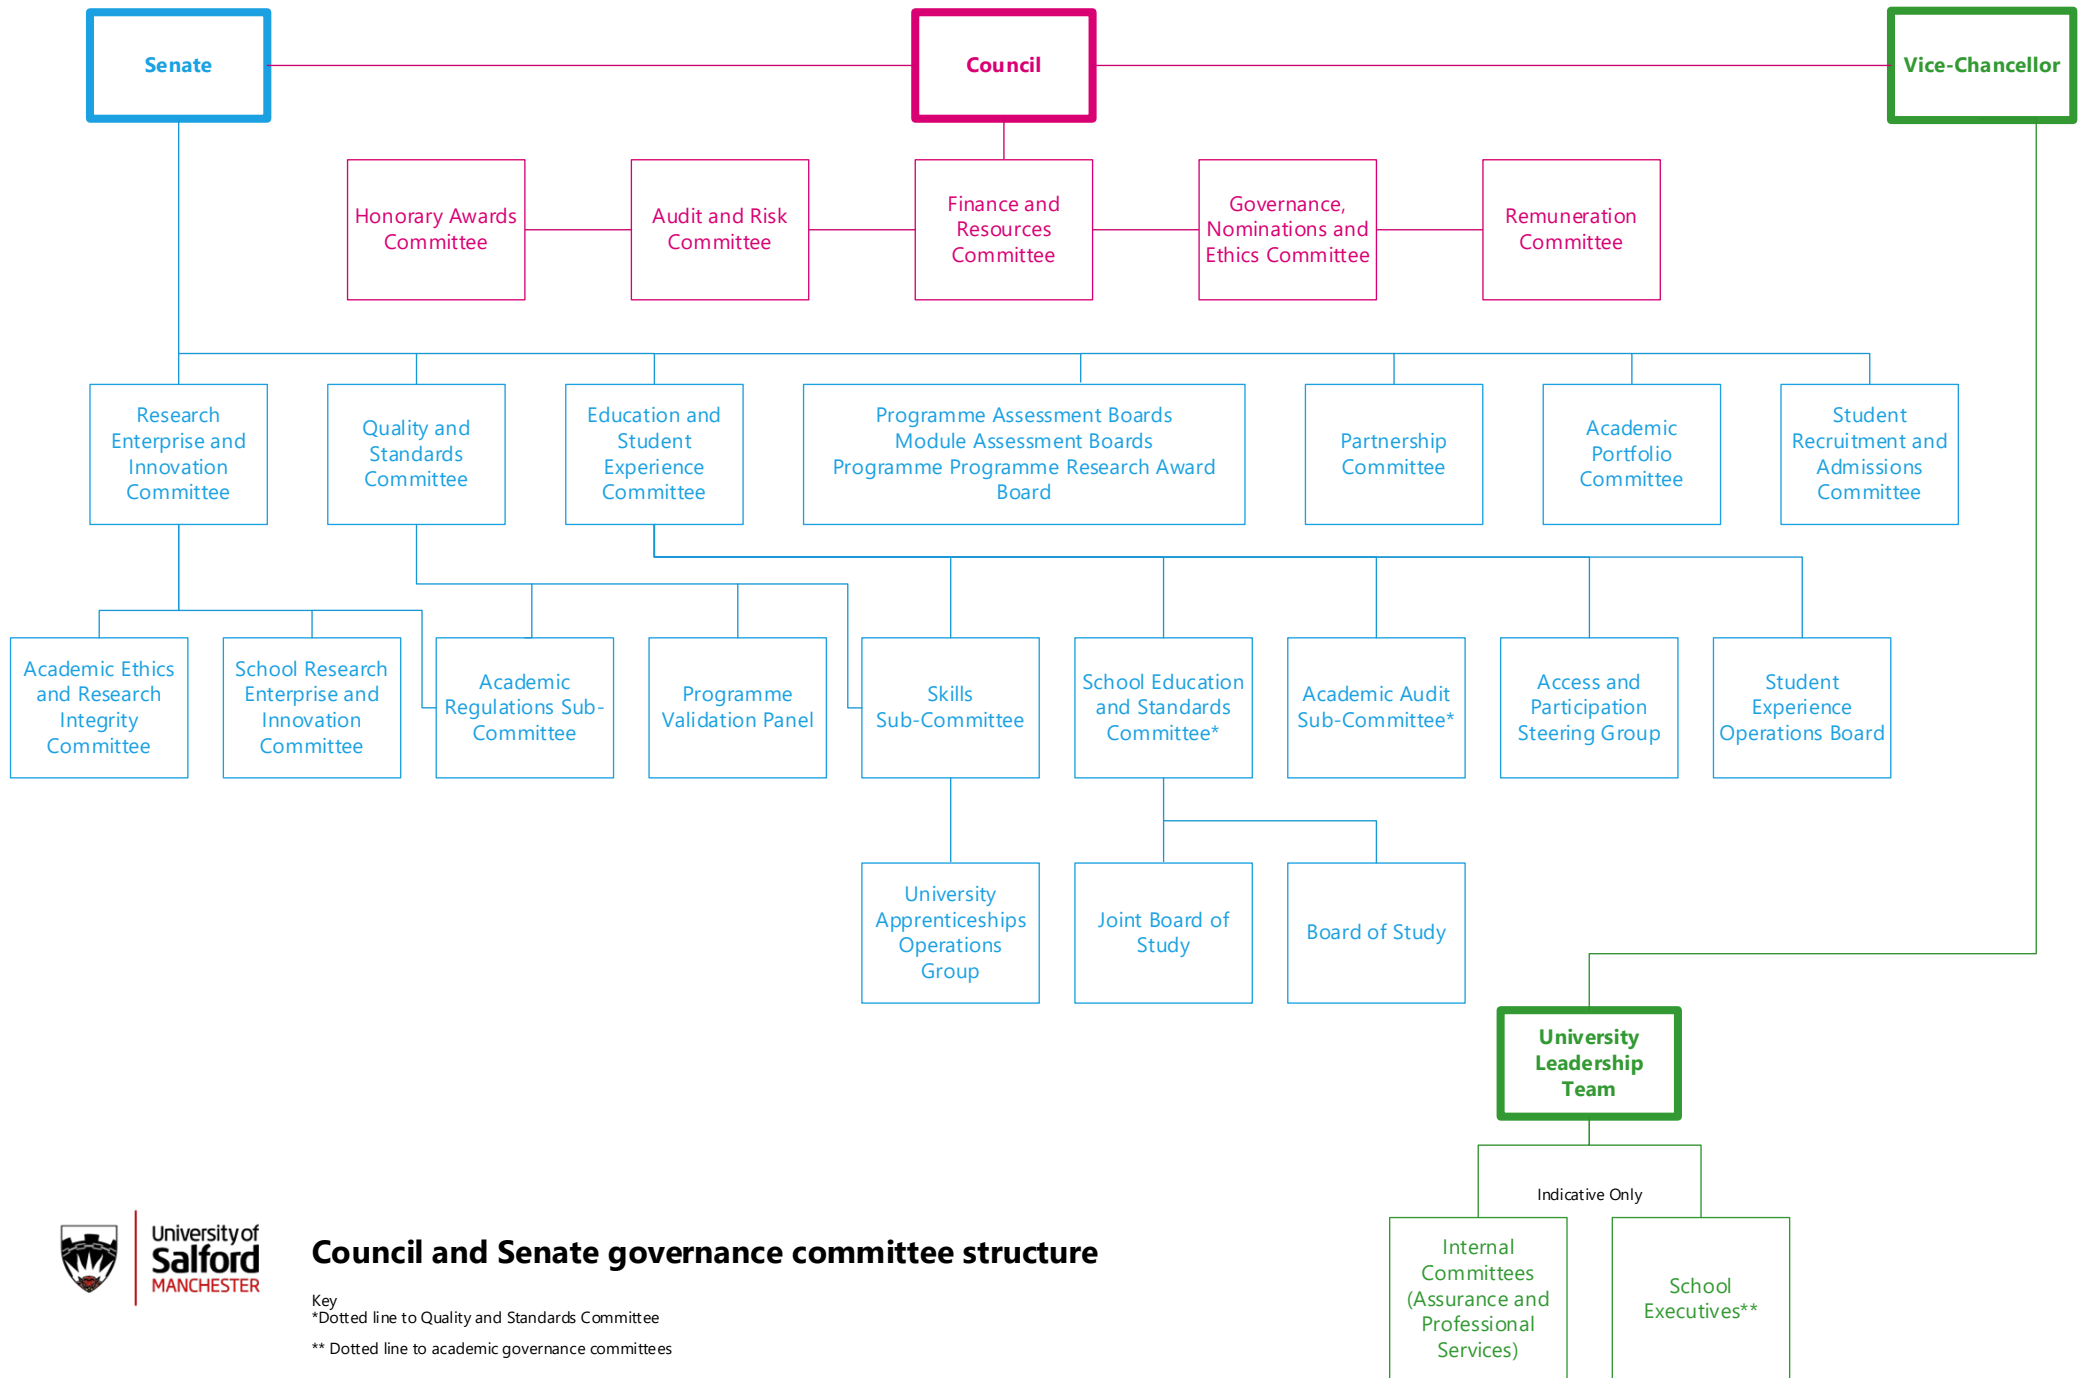 Senate
Council
Vice-Chancellor
Honorary Awards
Committee
Audit and Risk
Committee
Finance and
Resources
Committee
Governance,
Nominations and
Ethics Committee
Remuneration
Committee
Research
Enterprise and
Innovation
Committee
Quality and
Standards
Committee
Education and
Student
Experience
Committee
Programme Assessment Boards
Module Assessment Boards
Programme Programme Research Award
Board
Partnership
Committee
Academic
Portfolio
Committee
Student
Recruitment and
Admissions
Committee
Academic Ethics
and Research
Integrity
Committee
School Research
Enterprise and
Innovation
Committee
Academic
Regulations Sub-
Committee
Programme
Validation Panel
Skills
Sub-Committee
School Education
and Standards
Committee*
Academic Audit
Sub-Committee*
Access and
Participation
Steering Group
Student
Experience
Operations Board
University
Apprenticeships
Operations
Group
Joint Board of
Study
Board of Study
University
Leadership
Team
Indicative Only
Internal
Committees
(Assurance and
Professional
Services)
School
Executives**
University of
Salford
MANCHESTER
Council and Senate governance committee structure
Key
*Dotted line to Quality and Standards Committee
** Dotted line to academic governance committees